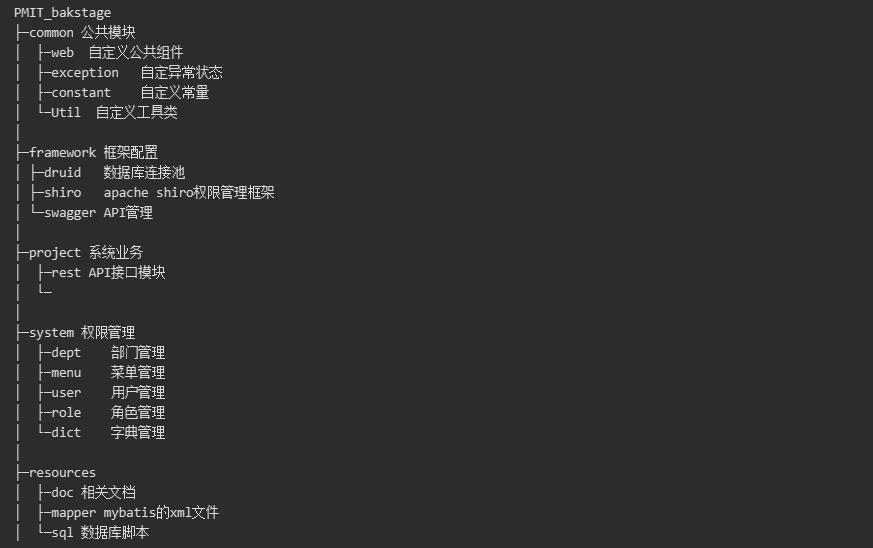 PMIT_bakstage
├─common 公共模块
│  ├─web  自定义公共组件
│  ├─exception   自定异常状态
│  ├─constant    自定义常量
│  └─Util  自定义工具类
│
├─framework 框架配置
│ ├─druid   数据库连接池
│ ├─shiro   apache shiro权限管理框架
│ └─swagger API管理
│
├─project 系统业务
│  ├─rest API接口模块
│  └─
│
├─system 权限管理
│  ├─dept    部门管理
│  ├─menu    菜单管理
│  ├─user    用户管理
│  ├─role    角色管理
│  └─dict    字典管理
│
├─resources
│  ├─doc 相关文档
│  ├─mapper mybatis的xml文件
│  └─sql 数据库脚本